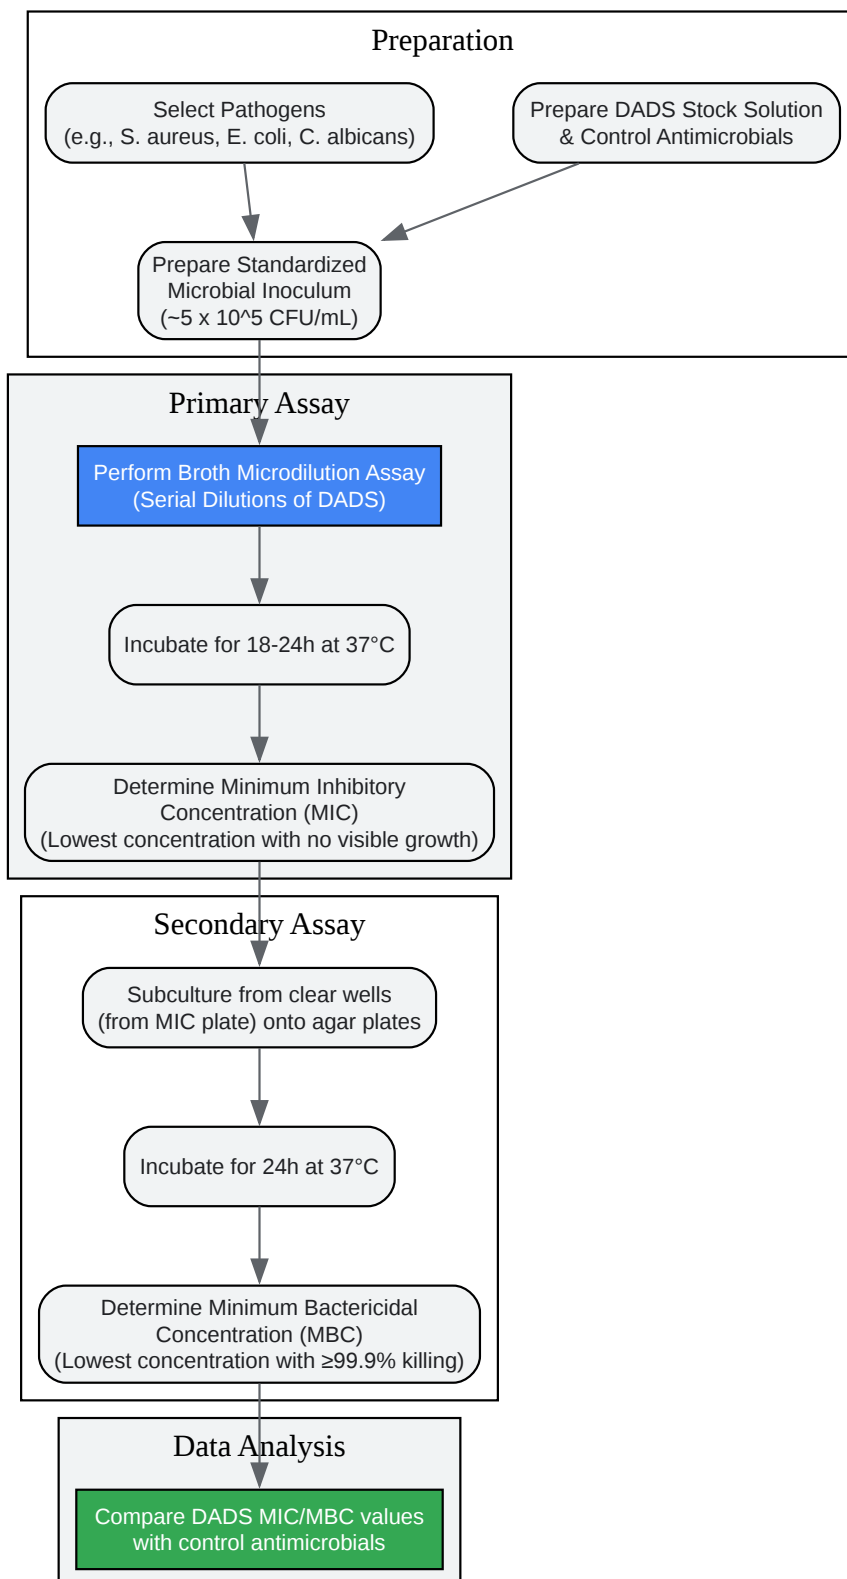 Preparation
Select Pathogens
(e.g., S. aureus, E. coli, C. albicans)
Prepare DADS Stock Solution
& Control Antimicrobials
Prepare Standardized
Microbial Inoculum
(~5 x 10^5 CFU/mL)
Primary Assay
Perform Broth Microdilution Assay
(Serial Dilutions of DADS)
Incubate for 18-24h at 37°C
Determine Minimum Inhibitory
Concentration (MIC)
(Lowest concentration with no visible growth)
Secondary Assay
Subculture from clear wells
(from MIC plate) onto agar plates
Incubate for 24h at 37°C
Determine Minimum Bactericidal
Concentration (MBC)
(Lowest concentration with ≥99.9% killing)
Data Analysis
Compare DADS MIC/MBC values
with control antimicrobials